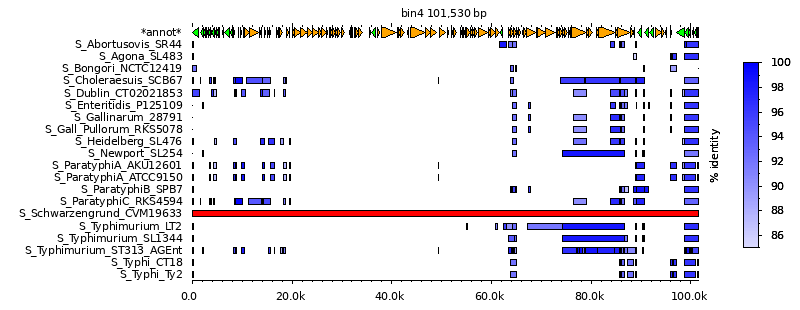 bin4 101,530 bp
*annot*
S_Abortusovis_SR44
S_Agona_SL483
S_Bongori_NCTC12419
S_Choleraesuis_SCB67
S_Dublin_CT02021853
S_Enteritidis_P125109
S_Gallinarum_28791
S_Gall_Pullorum_RKS5078
S_Heidelberg_SL476
S_Newport_SL254
S_ParatyphiA_AKU12601
S_ParatyphiA_ATCC9150
S_ParatyphiB_SPB7
S_ParatyphiC_RKS4594
S_Schwarzengrund_CVM19633
S_Typhimurium_LT2
S_Typhimurium_SL1344
S_Typhimurium_ST313_AGEnt
S_Typhi_CT18
S_Typhi_Ty2
0.0 20.0k 40.0k 60.0k 80.0k 100.0k
% identity
100
98
96
94
92
90
88
86